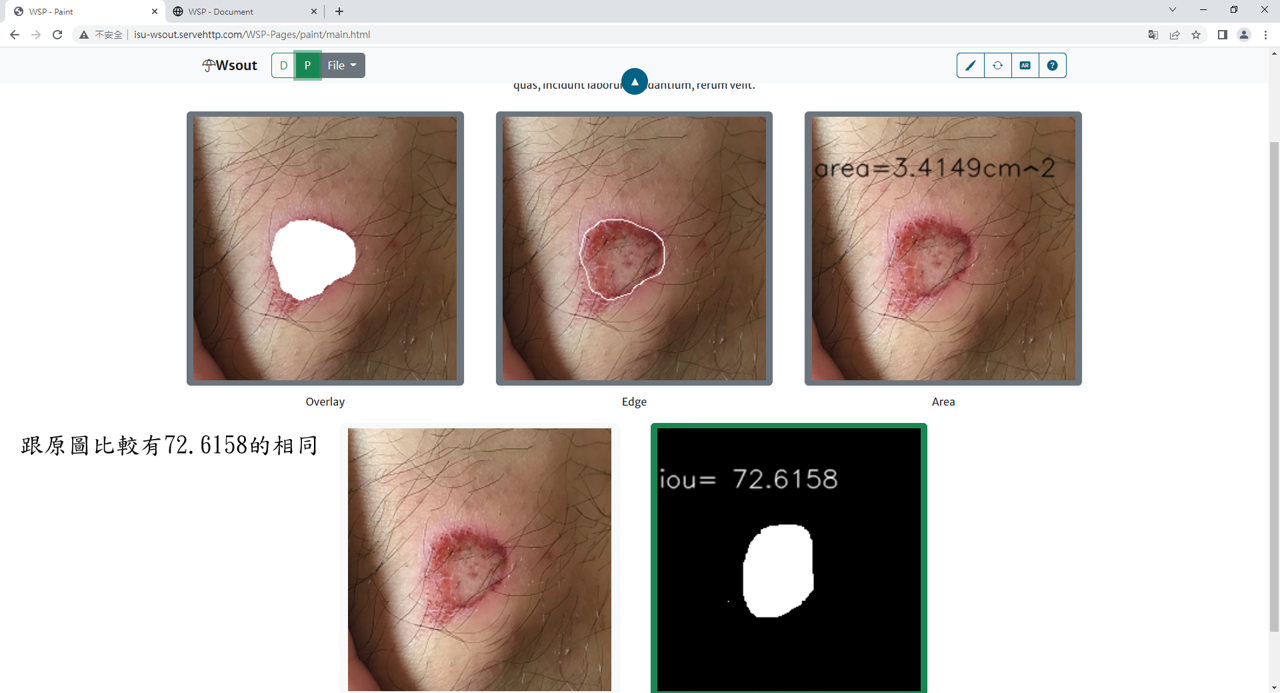 WSP - Paint
WSP - Document
不安全 | isu-wsout.servehttp.com/WSP-Pages/paint/main.html
Wsout D P File
AR ?
quas, incidunt laborum
dantium, rerum velit.
area=3.4149cm^2
Overlay
Edge
Area
跟原圖比較有72.6158的相同
iou= 72.6158